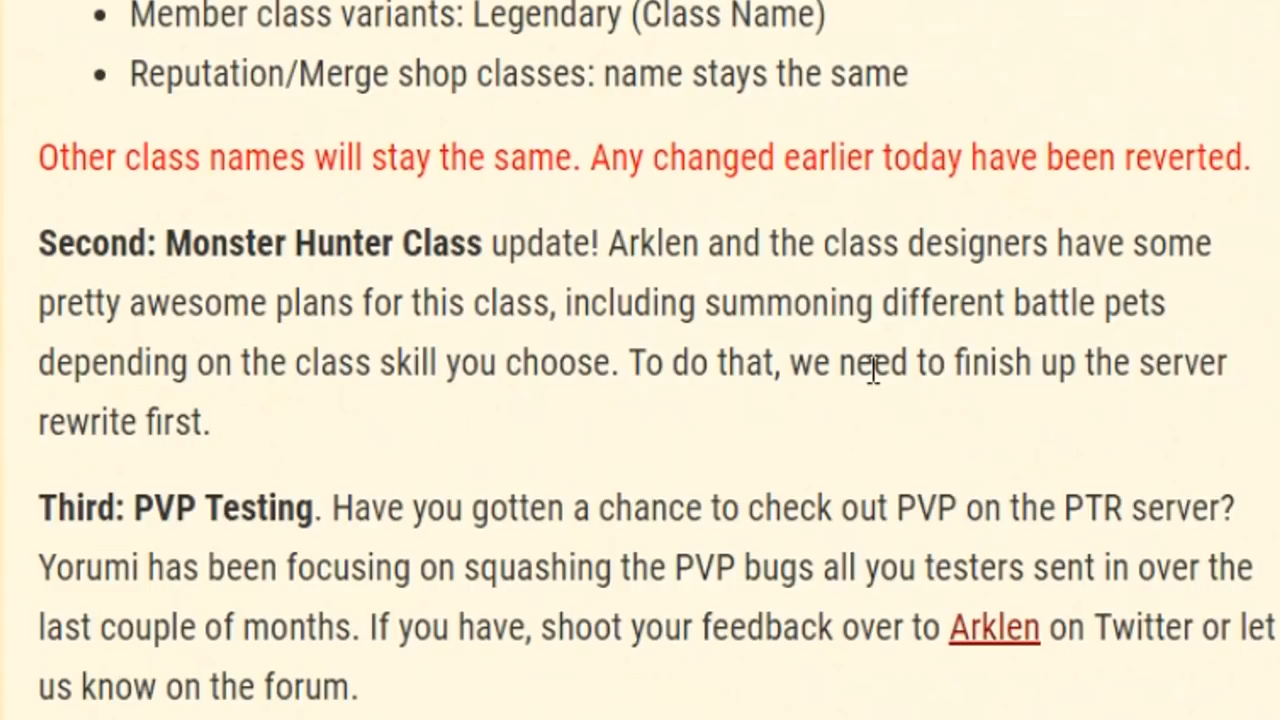 Member class variants: Legendary (Class Name)
Reputation/Merge shop classes: name stays the same
Other class names will stay the same. Any changed earlier today have been reverted.
Second: Monster Hunter Class update! Arklen and the class designers have some
pretty awesome plans for this class, including summoning different battle pets
depending on the class skill you choose. To do that, we need to finish up the server
rewrite first.
Third: PVP Testing. Have you gotten a chance to check out PVP on the PTR server?
Yorumi has been focusing on squashing the PVP bugs all you testers sent in over the
last couple of months. If you have, shoot your feedback over to Arklen on Twitter or let
us know on the forum.